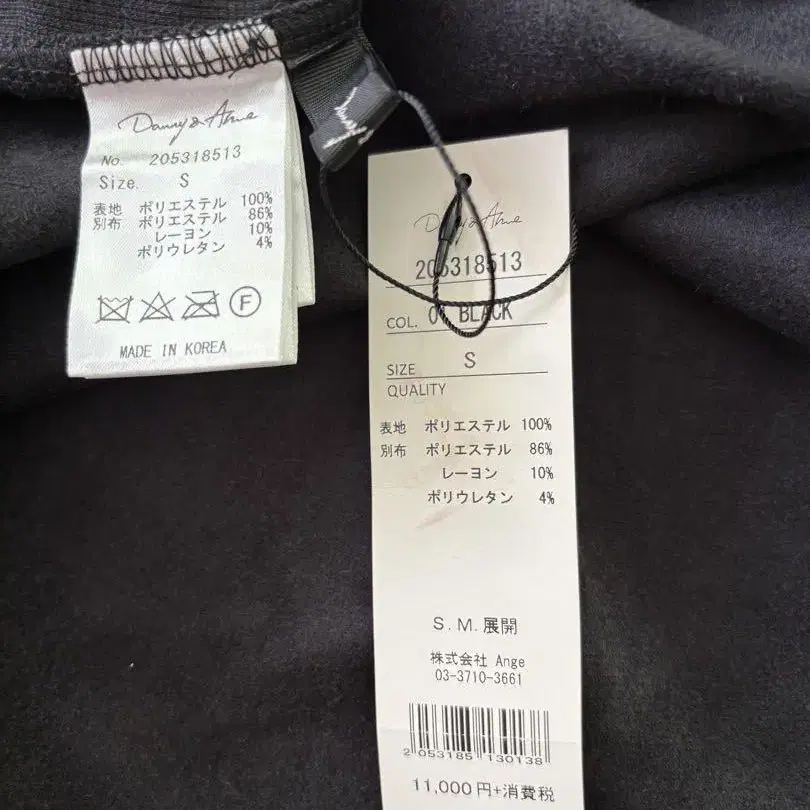 Danny & Anne
No. 205318513
Size. S
表地 ポリエステル 100%
別布 ポリエステル 86%
レーヨン 10%
ポリウレタン 4%
F
MADE IN KOREA
Danny & Anne
205318513
COL. 01 BLACK
SIZE S
QUALITY
表地 ポリエステル 100%
別布 ポリエステル 86%
レーヨン 10%
ポリウレタン 4%
S.M.展開
株式会社 Ange
03-3710-3661
2 053185 130138
11,000円+消費税